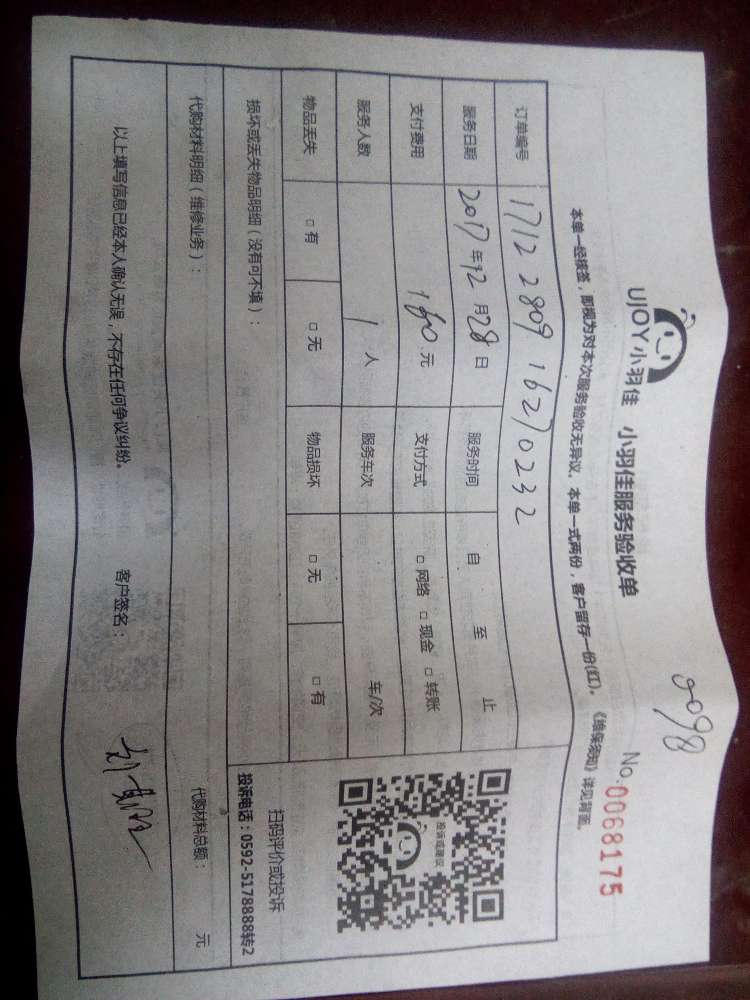 0098
UJOY小羽佳 小羽佳服务验收单 No.0068175
本单一经核签，即视为对本次服务验收无异议。本单一式两份，客户留存一份(红)。《维保须知》详见背面。
订单编号 17122809 16270232
服务日期 2017年12月28日 服务时间 自 至 止
支付费用 160元 支付方式 □网络 □现金 □转账
服务人数 1人 服务车次 车/次
物品丢失 □有 □无 物品损坏 □无 □有
投诉或建议
扫码评价或投诉
投诉电话：0592-5178888转2
损坏或丢失物品明细（没有可不填）：
代购材料明细（维修业务）： 代购材料总额： 元
以上填写信息已经本人确认无误，不存在任何争议纠纷。 客户签名：